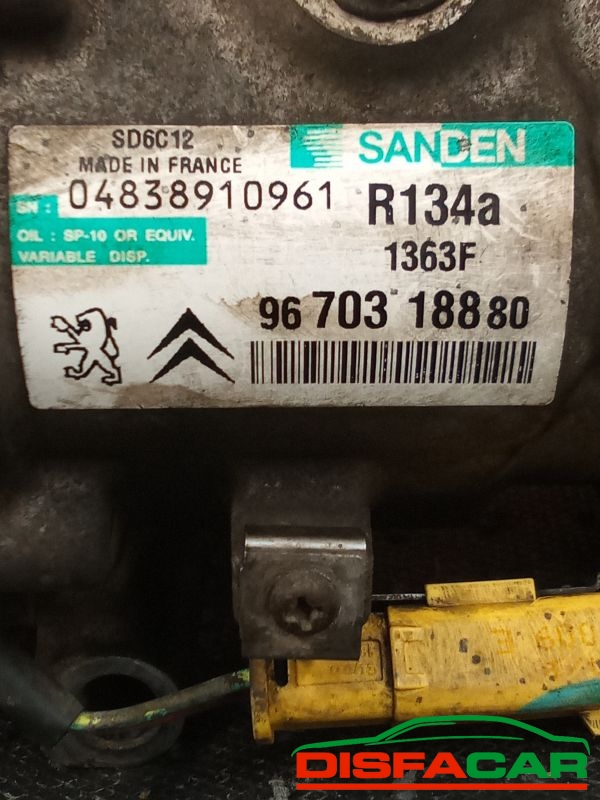 SD6C12
MADE IN FRANCE
SANDEN
SN : 04838910961
R134a
OIL : SP-10 OR EQUIV.
VARIABLE DISP.
1363F
96 703 188 80
DISFACAR